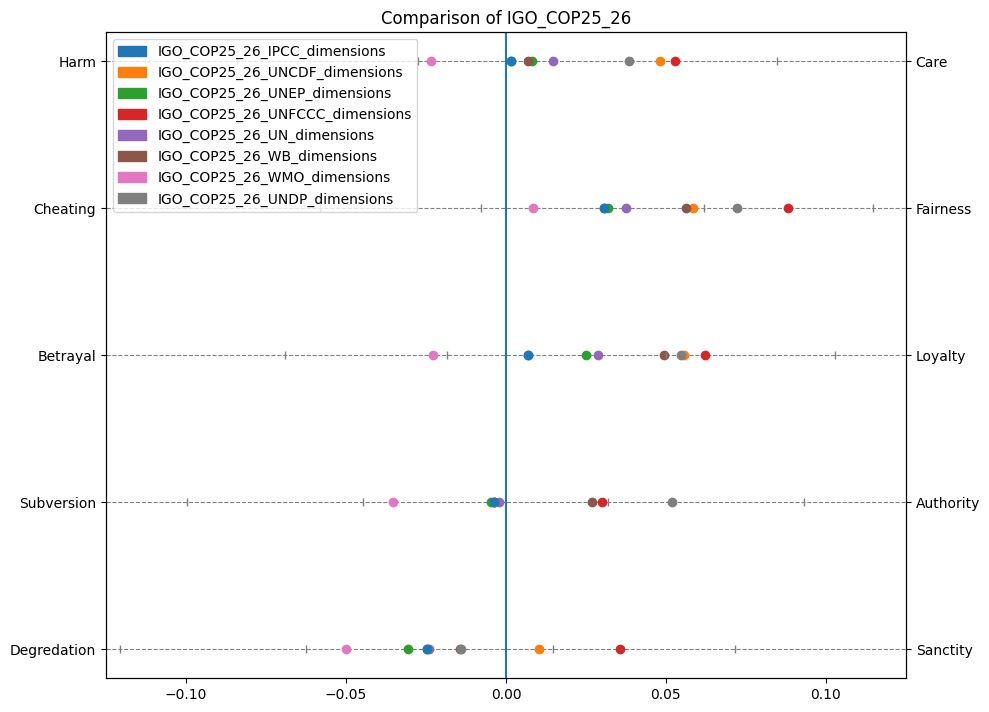 Comparison of IGO_COP25_26
IGO_COP25_26_IPCC_dimensions
IGO_COP25_26_UNCDF_dimensions
IGO_COP25_26_UNEP_dimensions
IGO_COP25_26_UNFCCC_dimensions
IGO_COP25_26_UN_dimensions
IGO_COP25_26_WB_dimensions
IGO_COP25_26_WMO_dimensions
IGO_COP25_26_UNDP_dimensions
Harm Care
Cheating Fairness
Betrayal Loyalty
Subversion Authority
Degredation Sanctity
−0.10 −0.05 0.00 0.05 0.10